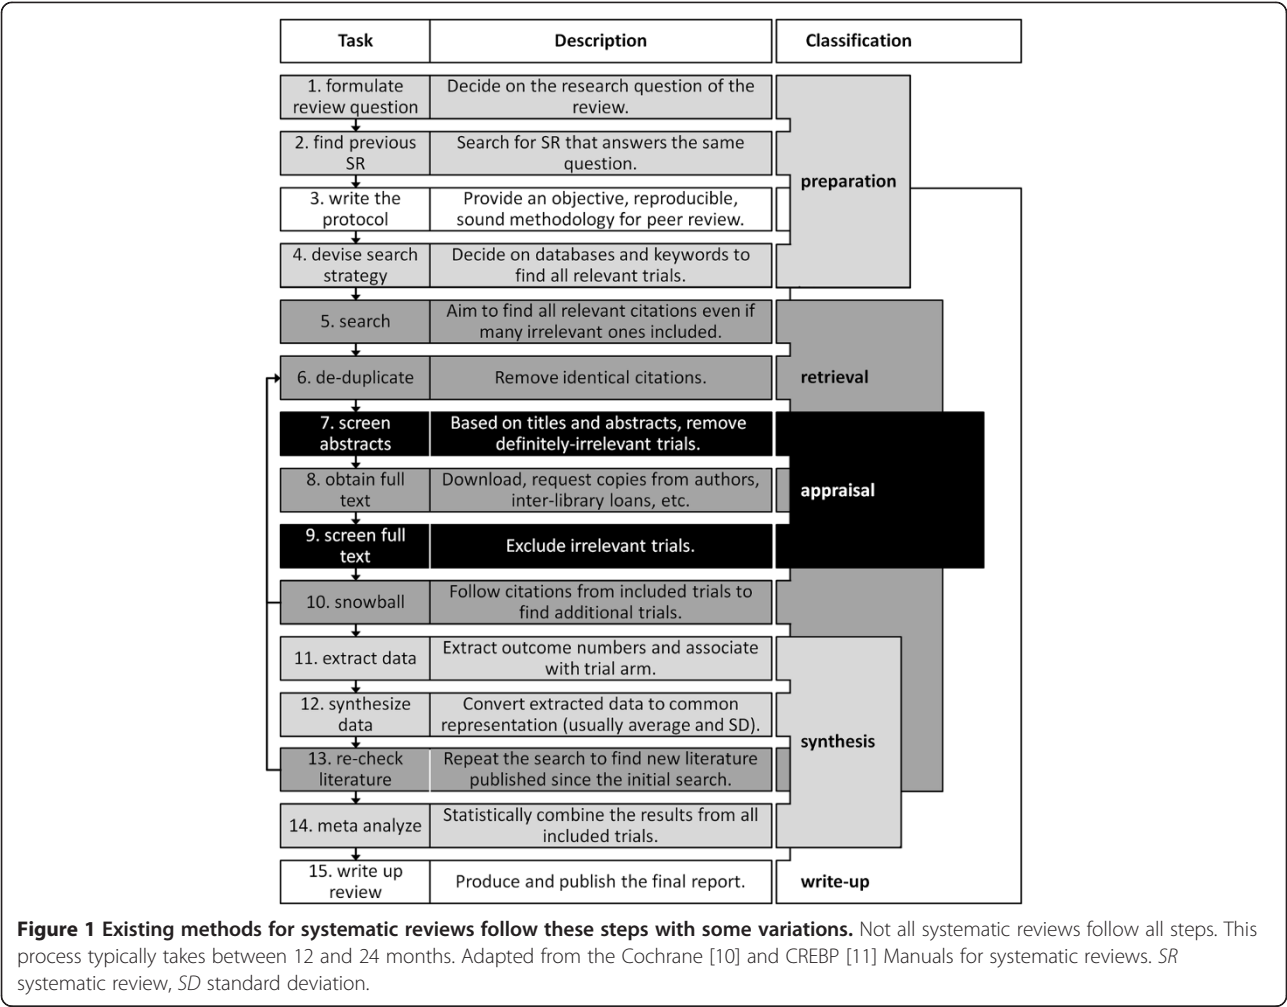 Task Description Classification
1. formulate
review question
Decide on the research question of the
review.
2. find previous
SR
Search for SR that answers the same
question.
preparation
3. write the
protocol
Provide an objective, reproducible,
sound methodology for peer review.
4. devise search
strategy
Decide on databases and keywords to
find all relevant trials.
5. search
Aim to find all relevant citations even if
many irrelevant ones included.
6. de-duplicate
Remove identical citations.
retrieval
7. screen
abstracts
Based on titles and abstracts, remove
definitely-irrelevant trials.
8. obtain full
text
Download, request copies from authors,
inter-library loans, etc.
appraisal
9. screen full
text
Exclude irrelevant trials.
10. snowball
Follow citations from included trials to
find additional trials.
11. extract data
Extract outcome numbers and associate
with trial arm.
12. synthesize
data
Convert extracted data to common
representation (usually average and SD).
synthesis
13. re-check
literature
Repeat the search to find new literature
published since the initial search.
14. meta analyze
Statistically combine the results from all
included trials.
15. write up
review
Produce and publish the final report.
write-up
Figure 1 Existing methods for systematic reviews follow these steps with some variations. Not all systematic reviews follow all steps. This
process typically takes between 12 and 24 months. Adapted from the Cochrane [10] and CREBP [11] Manuals for systematic reviews. SR
systematic review, SD standard deviation.